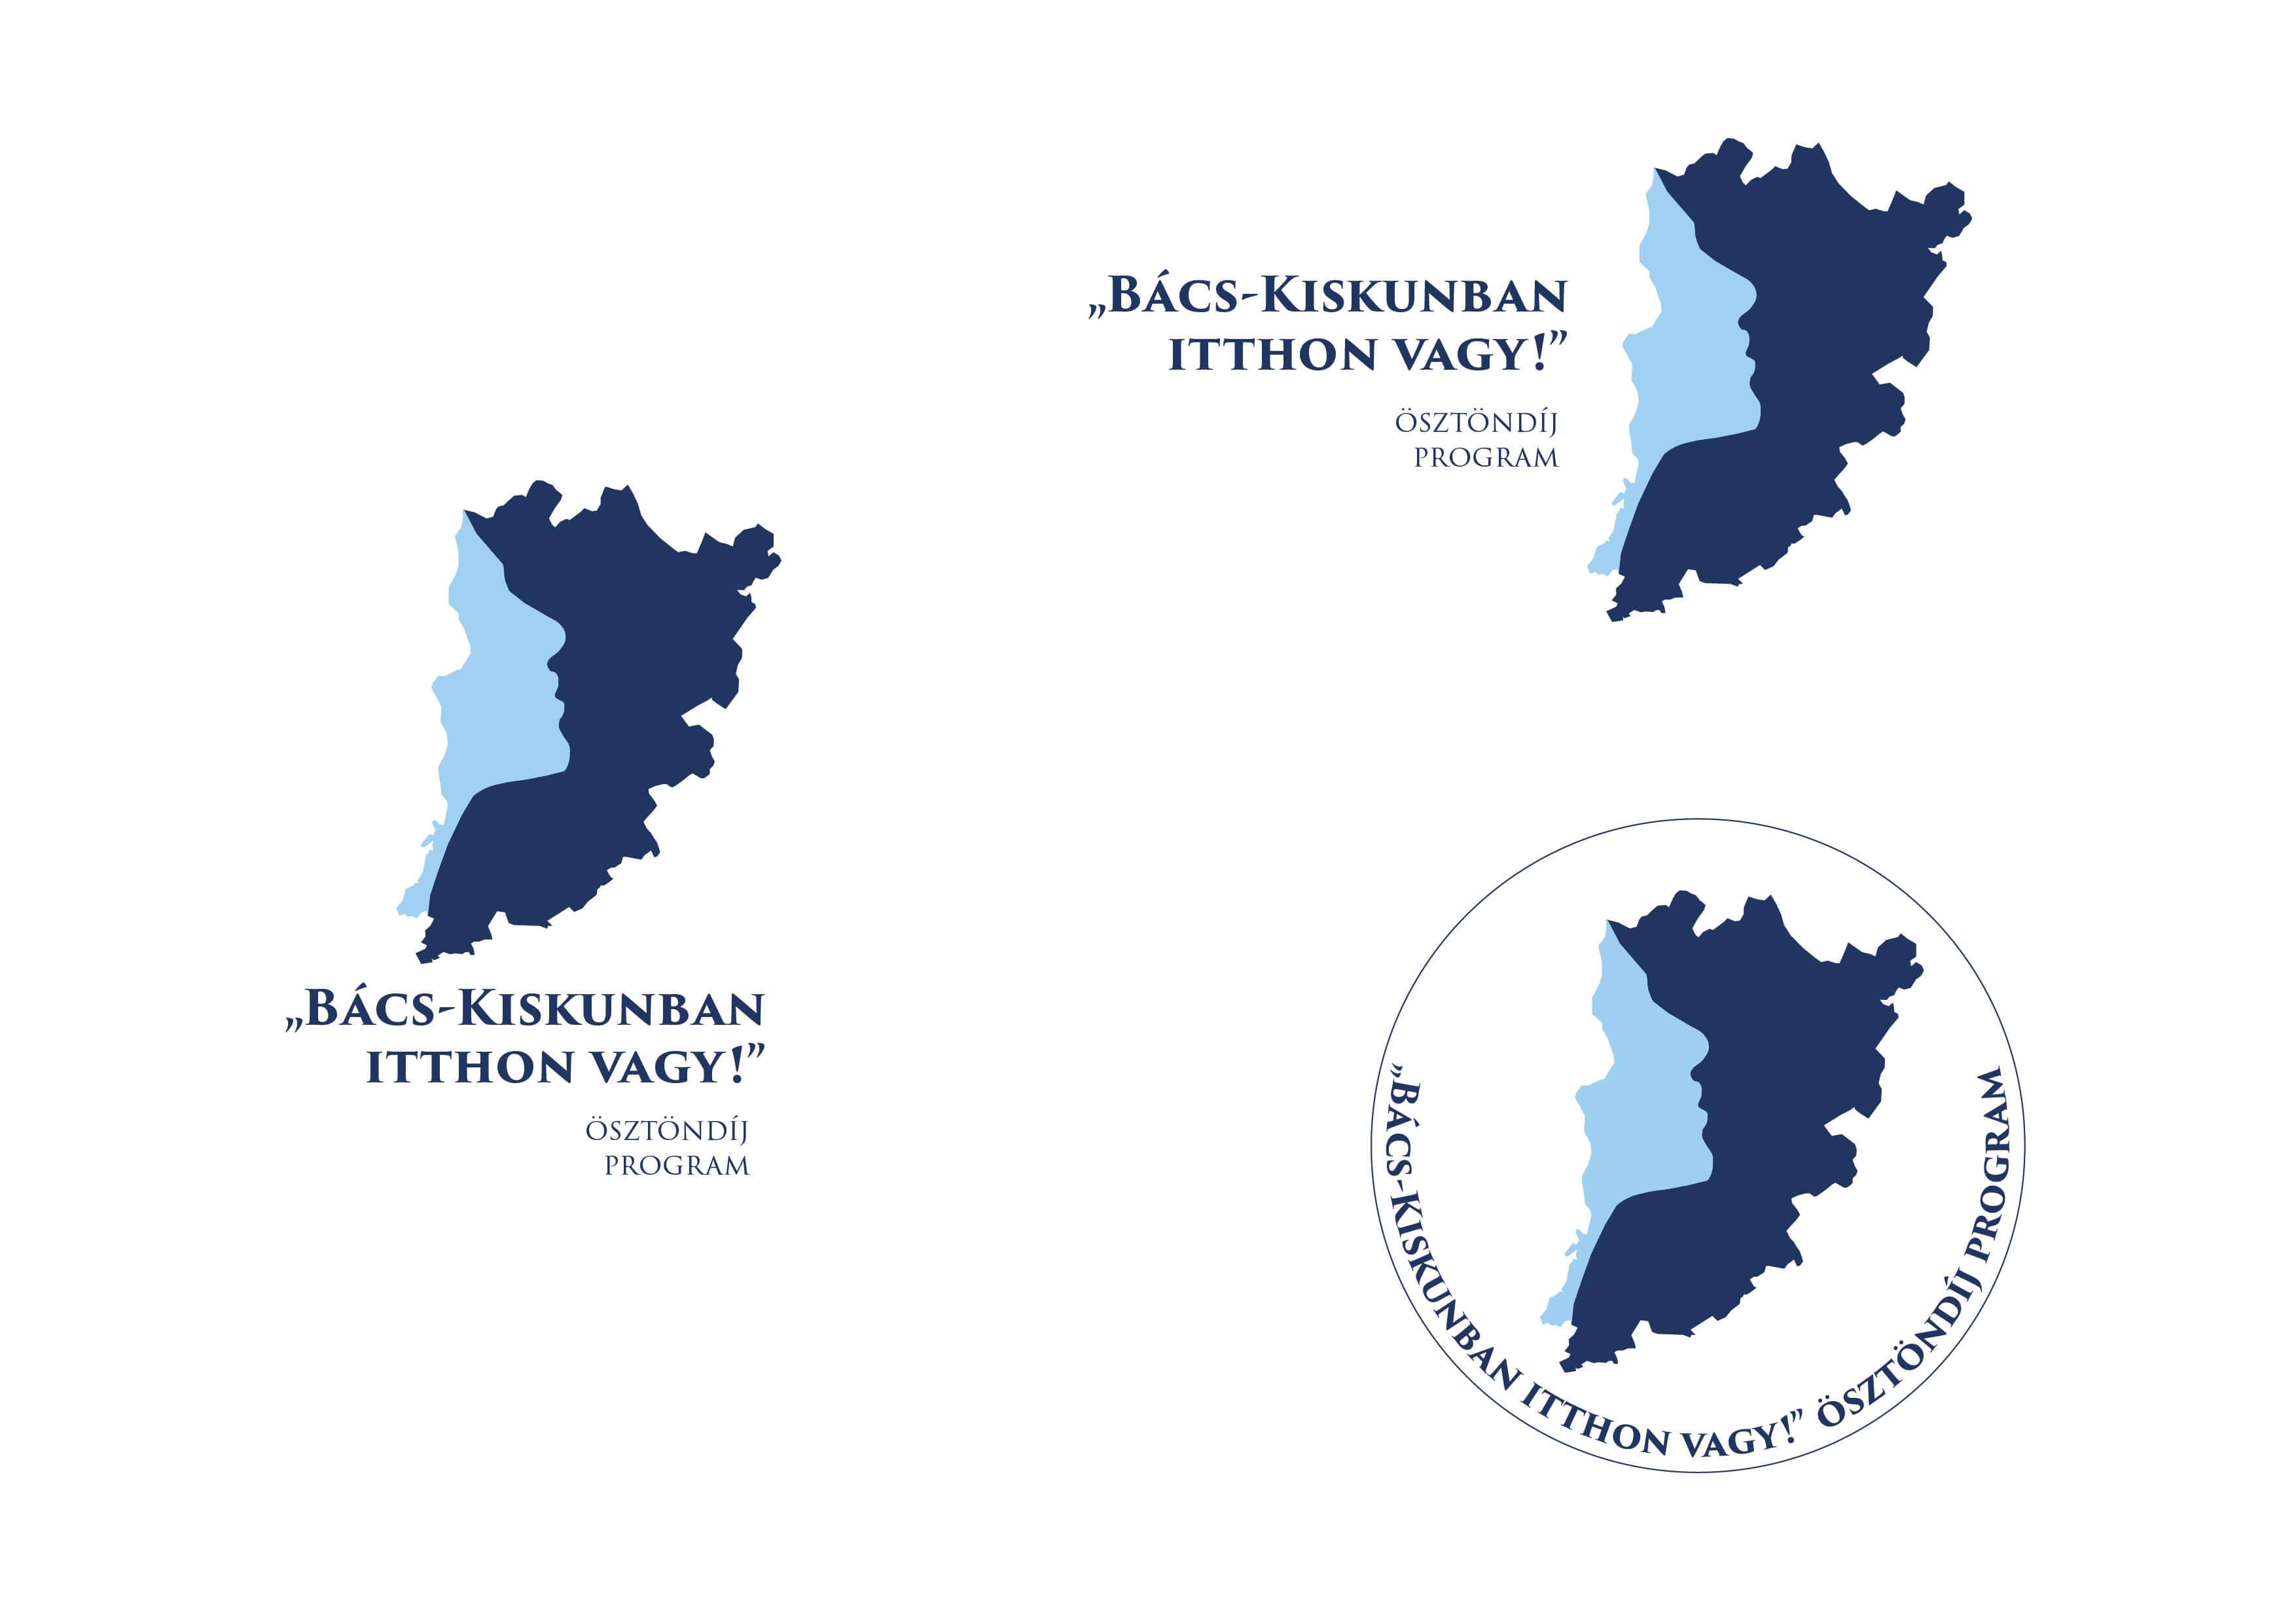 „Bács-Kiskunban
itthon vagy!”
ösztöndíj
program
„Bács-Kiskunban
itthon vagy!”
ösztöndíj
program
„Bács-Kiskunban itthon vagy!” ösztöndíj program